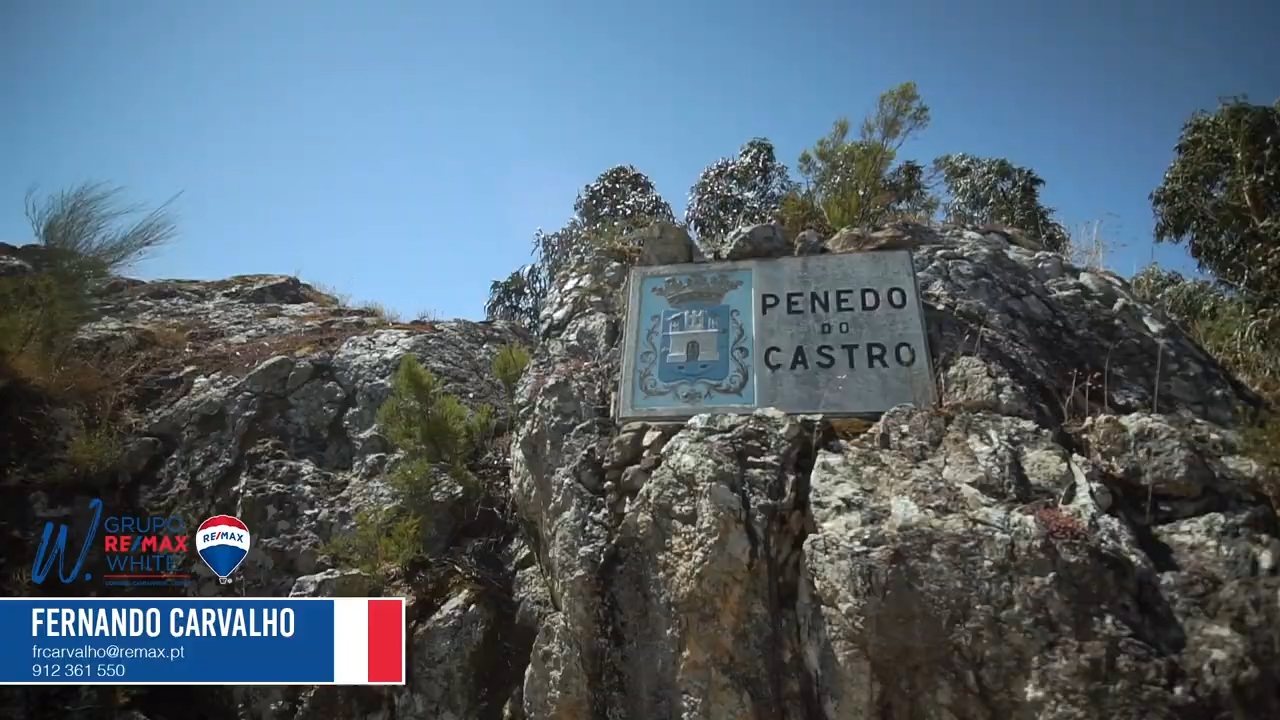 PENEDO
DO
CASTRO
W.
GRUPO
RE/MAX
WHITE
RE/MAX
FERNANDO CARVALHO
frcarvalho@remax.pt
912 361 550